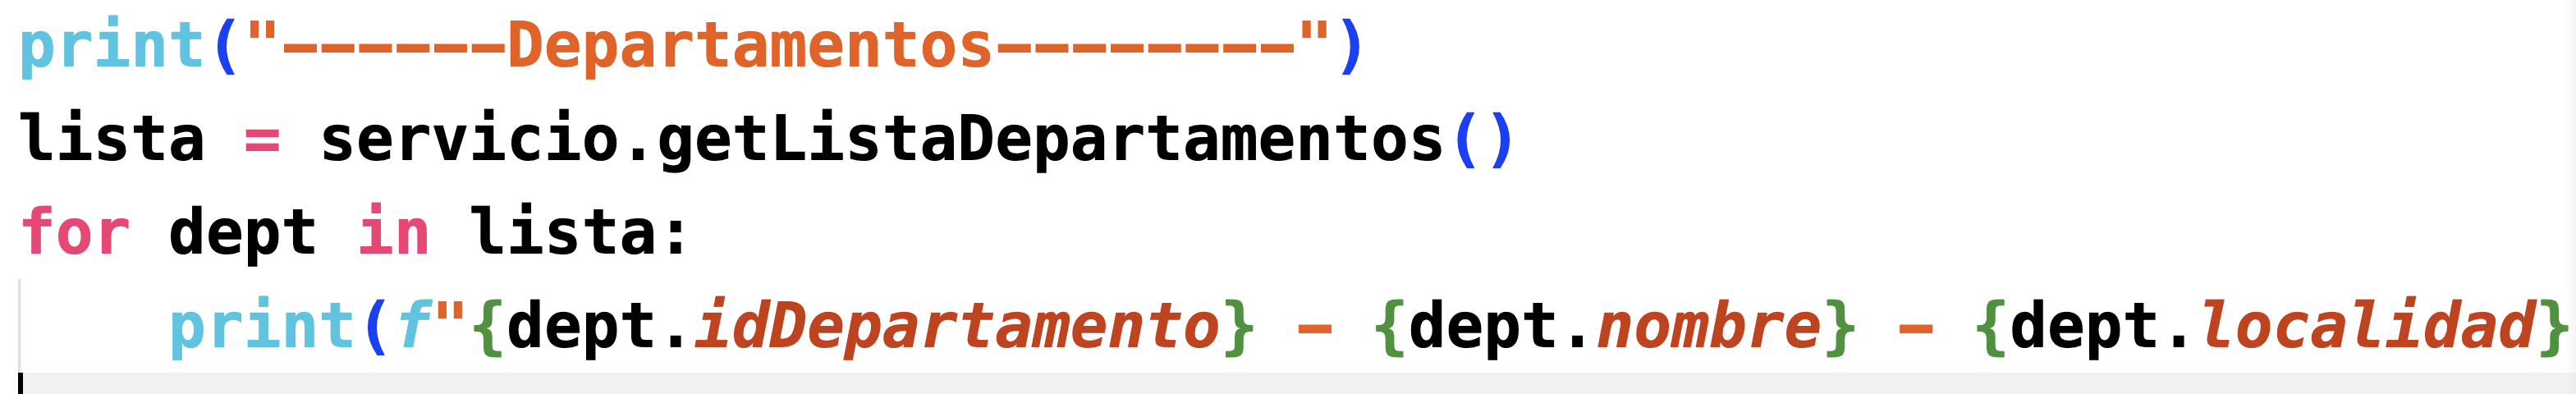 print("------Departamentos--------")
lista = servicio.getListaDepartamentos()
for dept in lista:
    print(f"{dept.idDepartamento} - {dept.nombre} - {dept.localidad}